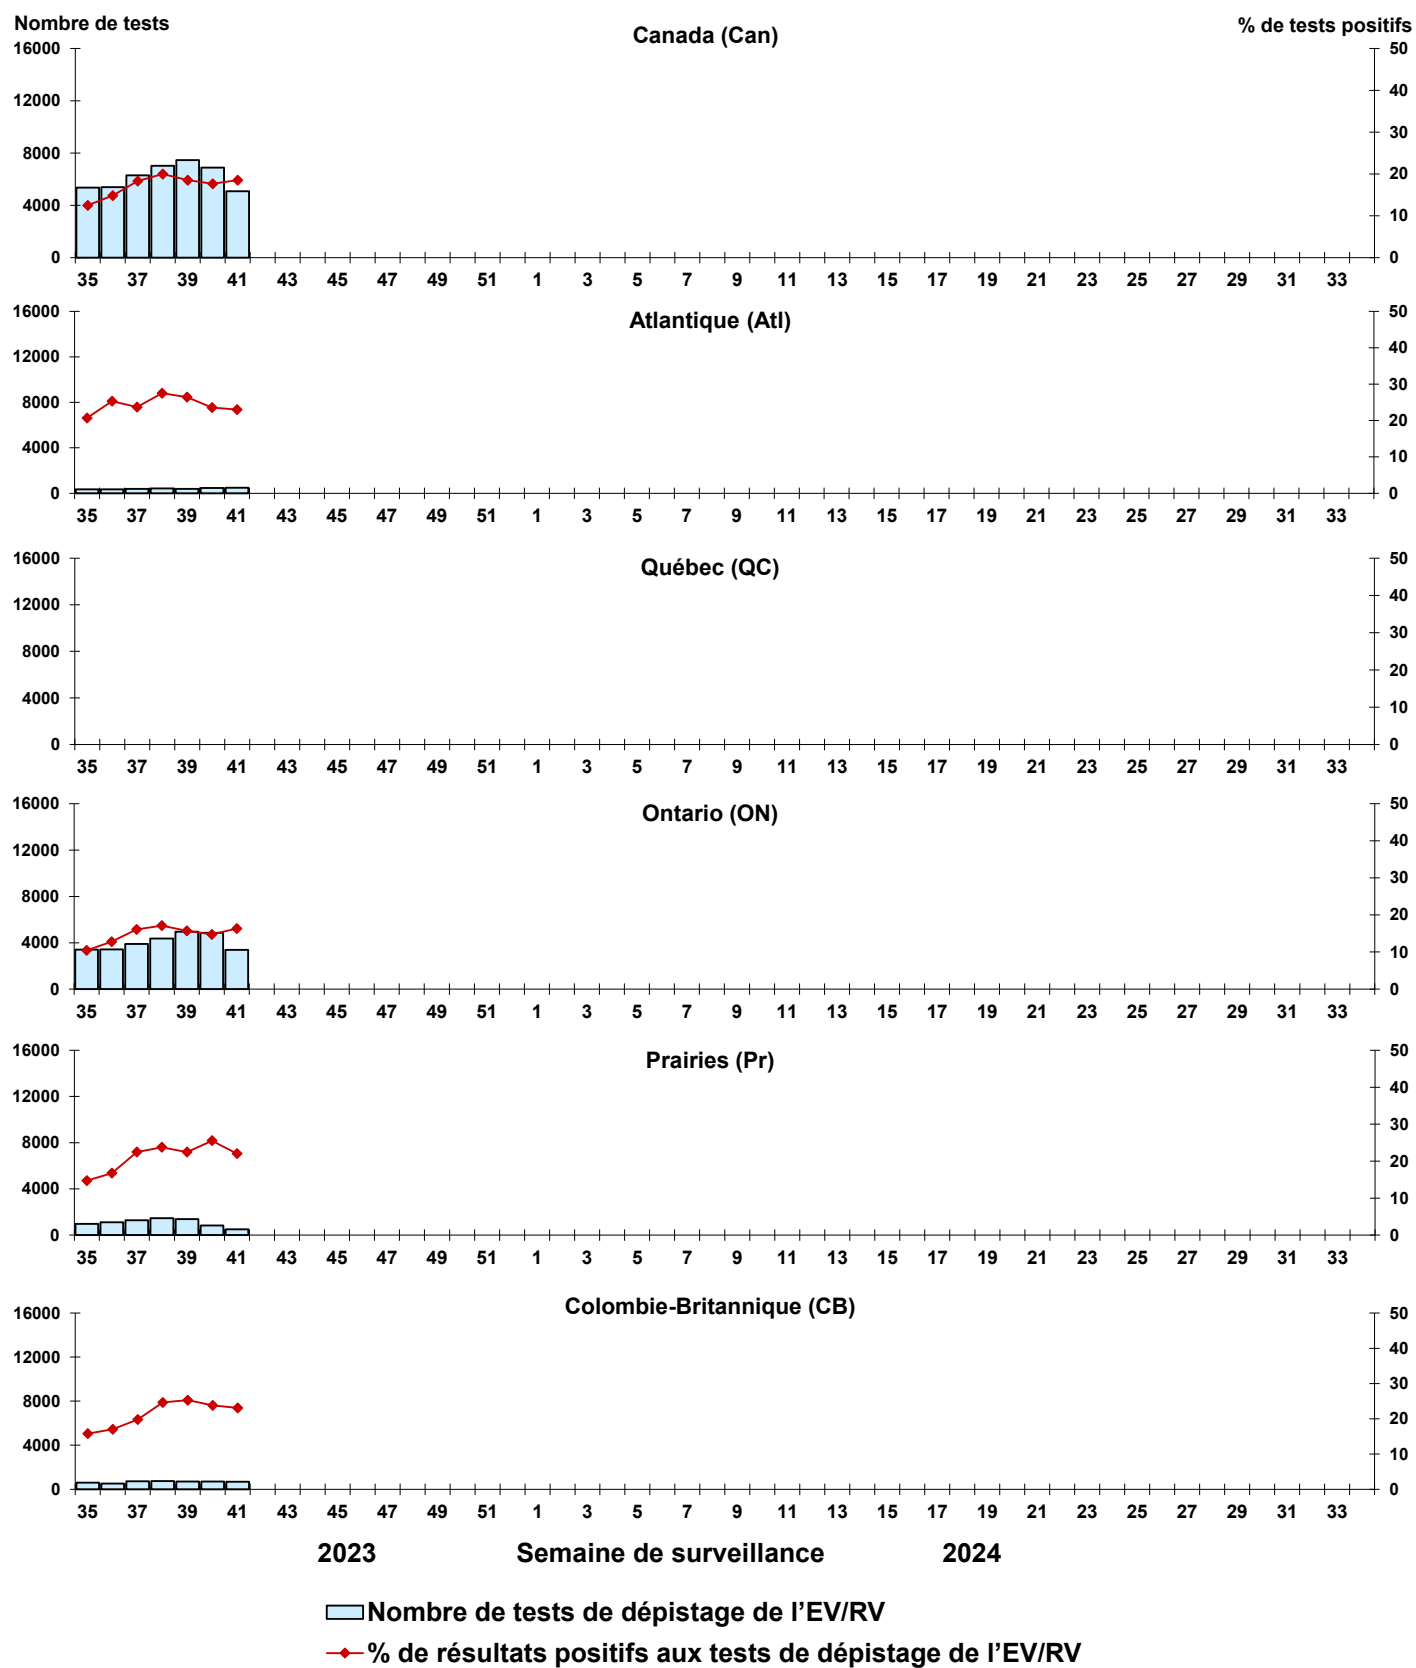 Nombre de tests
% de tests positifs
Canada (Can)
16000 50
12000 40
8000 30
4000 20
0 10
0
35 37 39 41 43 45 47 49 51 1 3 5 7 9 11 13 15 17 19 21 23 25 27 29 31 33
Atlantique (Atl)
16000 50
12000 40
8000 30
4000 20
0 10
0
35 37 39 41 43 45 47 49 51 1 3 5 7 9 11 13 15 17 19 21 23 25 27 29 31 33
Québec (QC)
16000 50
12000 40
8000 30
4000 20
0 10
0
35 37 39 41 43 45 47 49 51 1 3 5 7 9 11 13 15 17 19 21 23 25 27 29 31 33
Ontario (ON)
16000 50
12000 40
8000 30
4000 20
0 10
0
35 37 39 41 43 45 47 49 51 1 3 5 7 9 11 13 15 17 19 21 23 25 27 29 31 33
Prairies (Pr)
16000 50
12000 40
8000 30
4000 20
0 10
0
35 37 39 41 43 45 47 49 51 1 3 5 7 9 11 13 15 17 19 21 23 25 27 29 31 33
Colombie-Britannique (CB)
16000 50
12000 40
8000 30
4000 20
0 10
0
35 37 39 41 43 45 47 49 51 1 3 5 7 9 11 13 15 17 19 21 23 25 27 29 31 33
2023 Semaine de surveillance 2024
Nombre de tests de dépistage de l’EV/RV
% de résultats positifs aux tests de dépistage de l’EV/RV